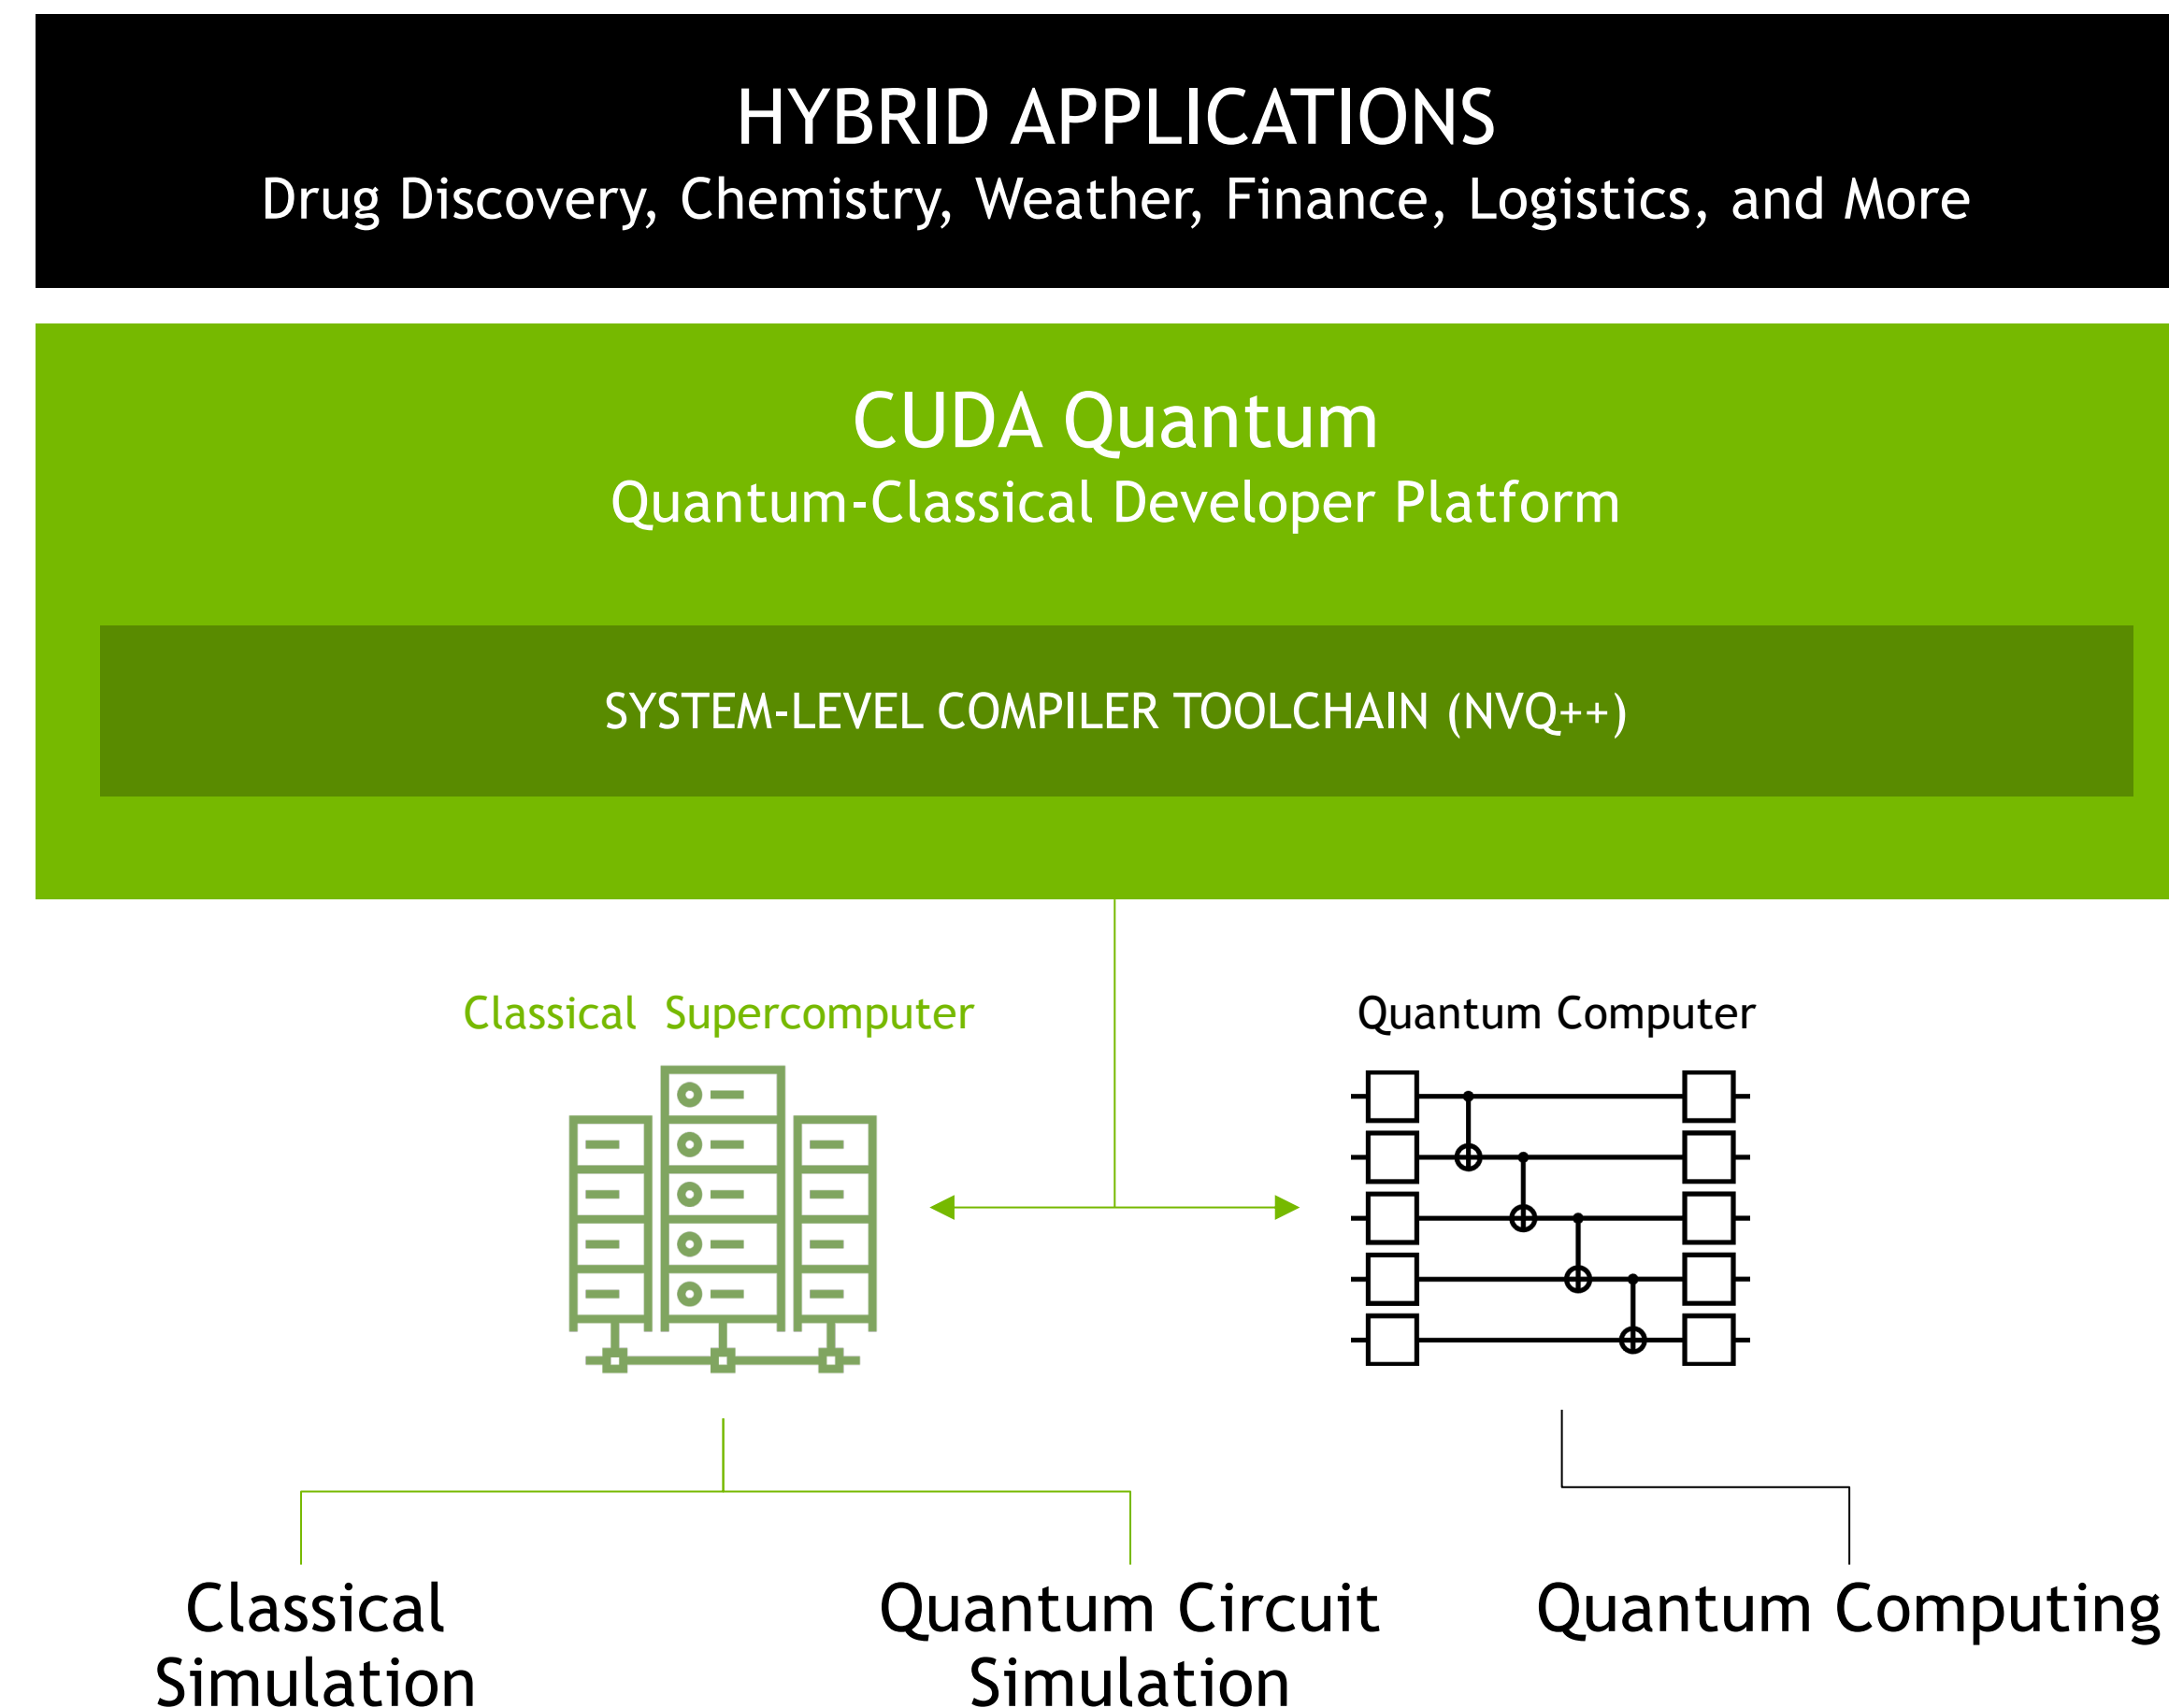 HYBRID APPLICATIONS
Drug Discovery, Chemistry, Weather, Finance, Logistics, and More
CUDA Quantum
Quantum-Classical Developer Platform
SYSTEM-LEVEL COMPILER TOOLCHAIN (NVQ++)
Classical Supercomputer
Quantum Computer
Classical
Simulation
Quantum Circuit
Simulation
Quantum Computing